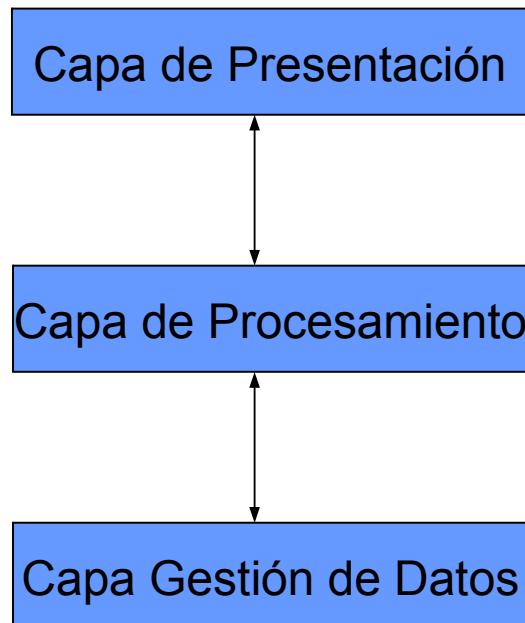 Capa de Presentación
Capa de Procesamiento
Capa Gestión de Datos